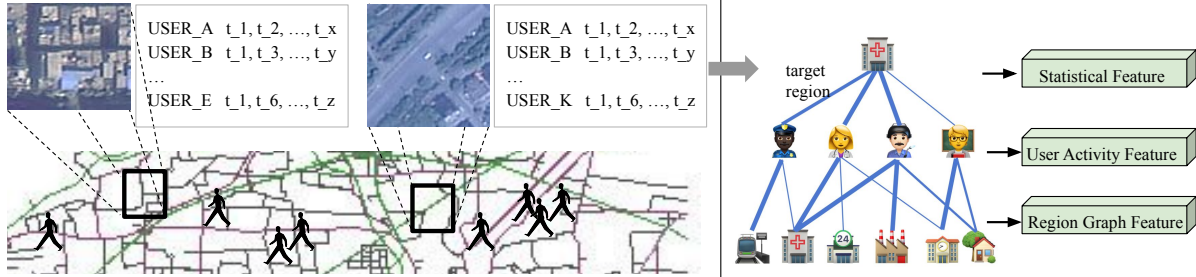 USER_A t_1, t_2, ..., t_x
USER_B t_1, t_3, ..., t_y
...
USER_E t_1, t_6, ..., t_z
USER_A t_1, t_2, ..., t_x
USER_B t_1, t_3, ..., t_y
...
USER_K t_1, t_6, ..., t_z
target
region
24
Statistical Feature
User Activity Feature
Region Graph Feature